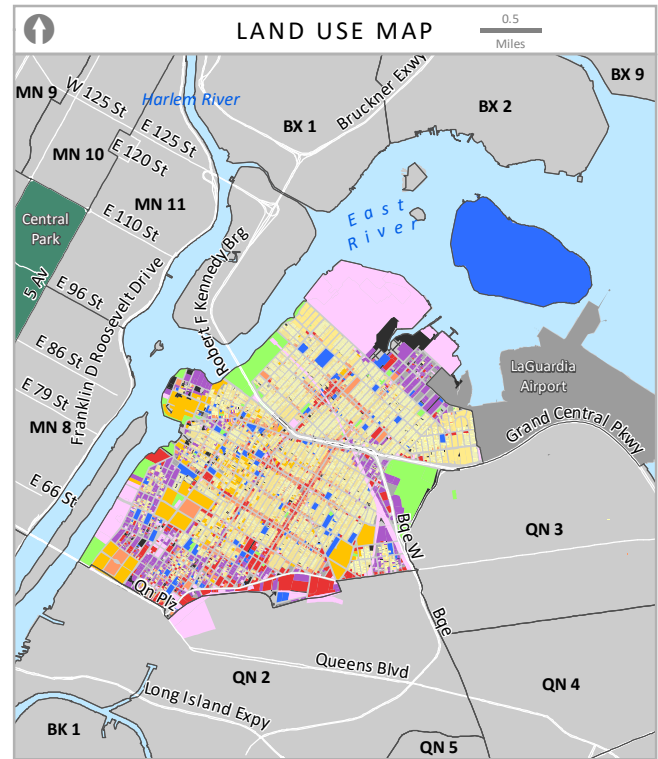 LAND USE MAP
0.5
Miles
BX 9
MN 9
W 125 St
Harlem River
Bruckner Exwy
BX 2
BX 1
E 125 St
MN 10
E 120 St
MN 11
Central
Park
E 110 St
East
River
5 Av
E 96 St
Franklin D Roosevelt Drive
Robert F Kennedy Brg
E 86 St
LaGuardia
Airport
E 79 St
Grand Central Pkwy
MN 8
E 66 St
QN 3
Bqe W
Qn Plz
Bqe
Queens Blvd
QN 2
QN 4
Long Island Expy
BK 1
QN 5